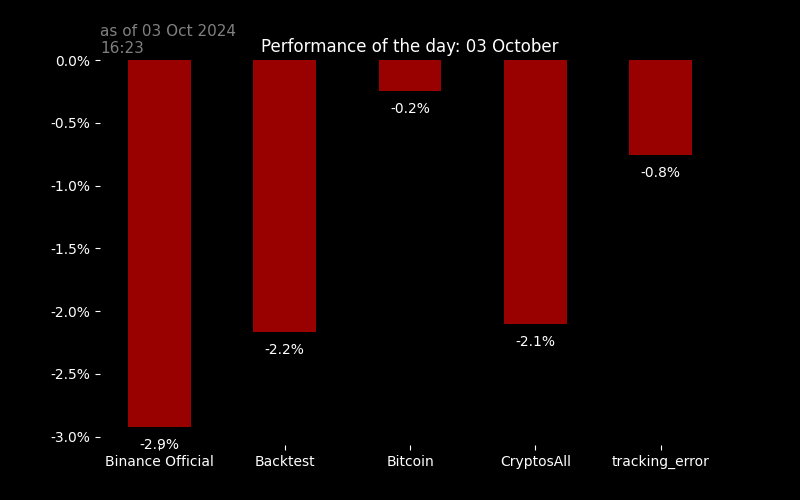 as of 03 Oct 2024
16:23
Performance of the day: 03 October
0.0%
-0.5%
-1.0%
-1.5%
-2.0%
-2.5%
-3.0%
-2.9%
-2.2%
-0.2%
-2.1%
-0.8%
Binance Official
Backtest
Bitcoin
CryptosAll
tracking_error